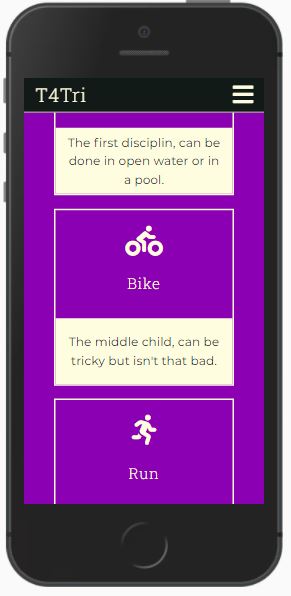 T4Tri
The first disciplin, can be
done in open water or in
a pool.
Bike
The middle child, can be
tricky but isn't that bad.
Run